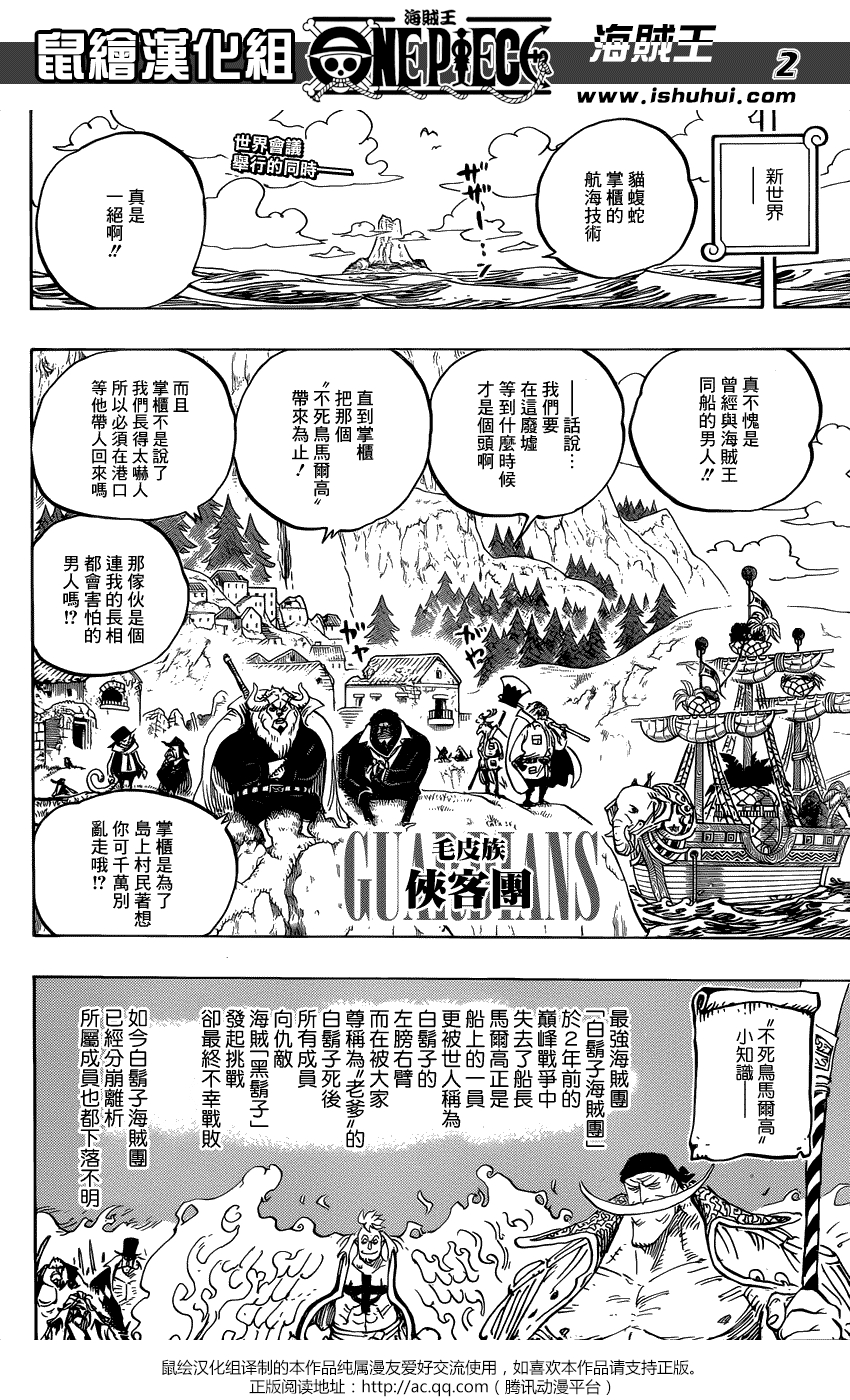 鼠繪漢化組
海賊王
ONE PIECE
海賊王
www.ishuhui.com
2
新世界
——
貓蝮蛇
掌櫃的
航海技術
世界會議
舉行的同時——
真是
一絕啊!!
真不愧是
曾經與海賊王
同船的男人!!
——話說…
我們要
在這廢墟
等到什麼時候
才是個頭啊
直到掌櫃
把那個
“不死鳥馬爾高”
帶來為止！
而且
掌櫃不是說了
我們長得太嚇人
所以必須在港口
等他帶人回來嗎
那傢伙是個
連我的長相
都會害怕的
男人嗎!?
ガヤ
ガヤ
掌櫃是為了
島上村民著想
你可千萬別
亂走哦!?
毛皮族
俠客團
GUARDIANS
“不死鳥馬爾高”
小知識——
最強海賊團
「白鬍子海賊團」
於2年前的
巔峰戰爭中
失去了船長
馬爾高正是
船上的一員
更被世人稱為
白鬍子的
左膀右臂
而在被大家
尊稱為“老爹”的
白鬍子死後
所有成員
向仇敵
海賊「黑鬍子」
發起挑戰
卻最終不幸戰敗
如今白鬍子海賊團
已經分崩離析
所屬成員也都下落不明
鼠绘汉化组译制的本作品纯属漫友爱好交流使用，如喜欢本作品请支持正版。
正版阅读地址：http://ac.qq.com（腾讯动漫平台）